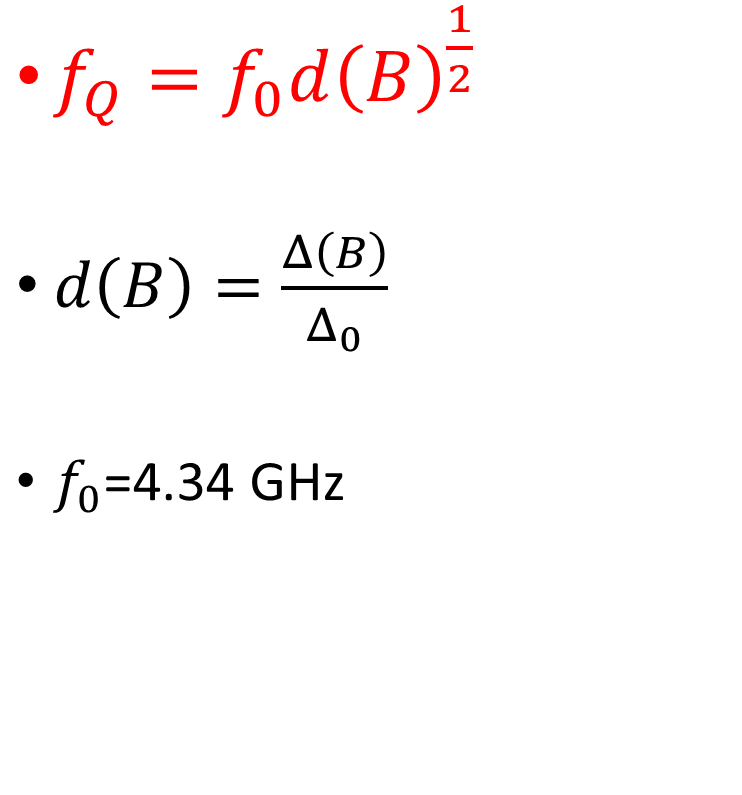 • f_Q = f_0 d(B)^{1/2}
• d(B) = Δ(B)/Δ_0
• f_0=4.34 GHz